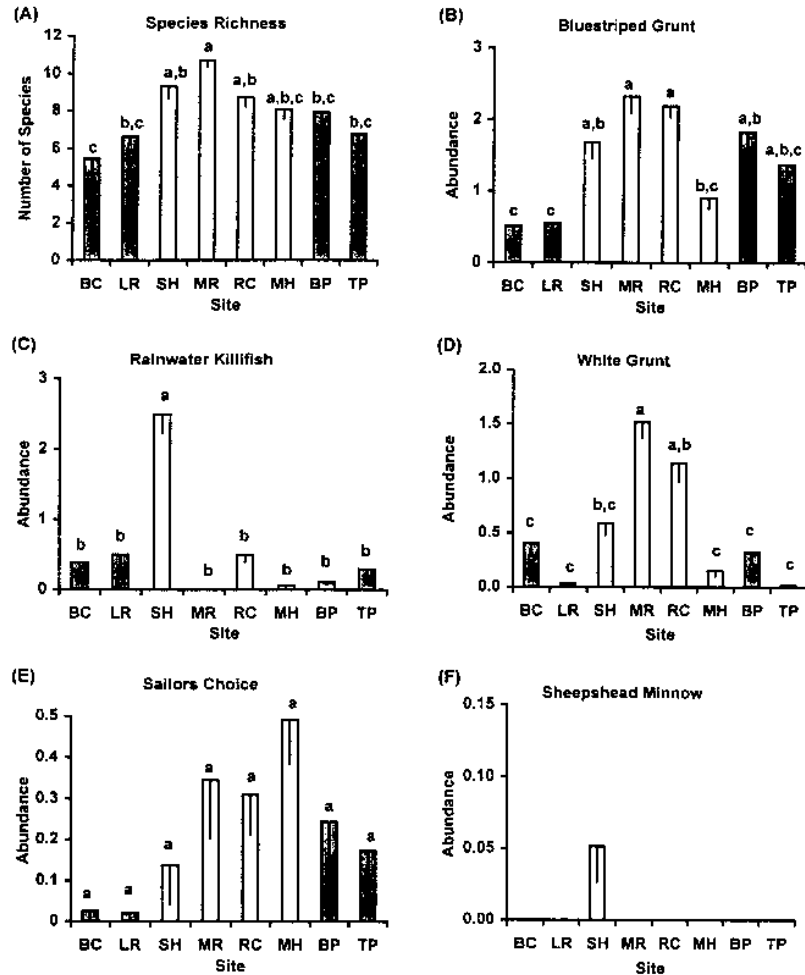 (A)
Species Richness
12
10
8
6
4
2
0
Number of Species
c
b,c
a,b
a
a,b
a,b,c
b,c
b,c
BC LR SH MR RC MH BP TP
Site
(B)
Bluestriped Grunt
3
2
1
0
Abundance
c
c
a,b
a
a
b,c
a,b
a,b,c
BC LR SH MR RC MH BP TP
Site
(C)
Rainwater Killifish
3
2
1
0
Abundance
b
b
a
b
b
b
b
b
BC LR SH MR RC MH BP TP
Site
(D)
White Grunt
2.0
1.5
1.0
0.5
0.0
Abundance
c
c
b,c
a
a,b
c
c
c
BC LR SH MR RC MH BP TP
Site
(E)
Sailors Choice
0.5
0.4
0.3
0.2
0.1
0
Abundance
a
a
a
a
a
a
a
a
BC LR SH MR RC MH BP TP
Site
(F)
Sheepshead Minnow
0.15
0.10
0.05
0.00
Abundance
BC LR SH MR RC MH BP TP
Site